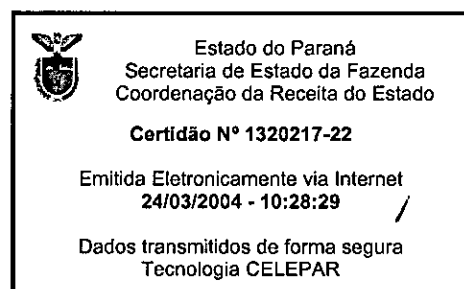 Estado do Paraná
Secretaria de Estado da Fazenda
Coordenação da Receita do Estado
Certidão Nº 1320217-22
Emitida Eletronicamente via Internet
24/03/2004 - 10:28:29
Dados transmitidos de forma segura
Tecnologia CELEPAR